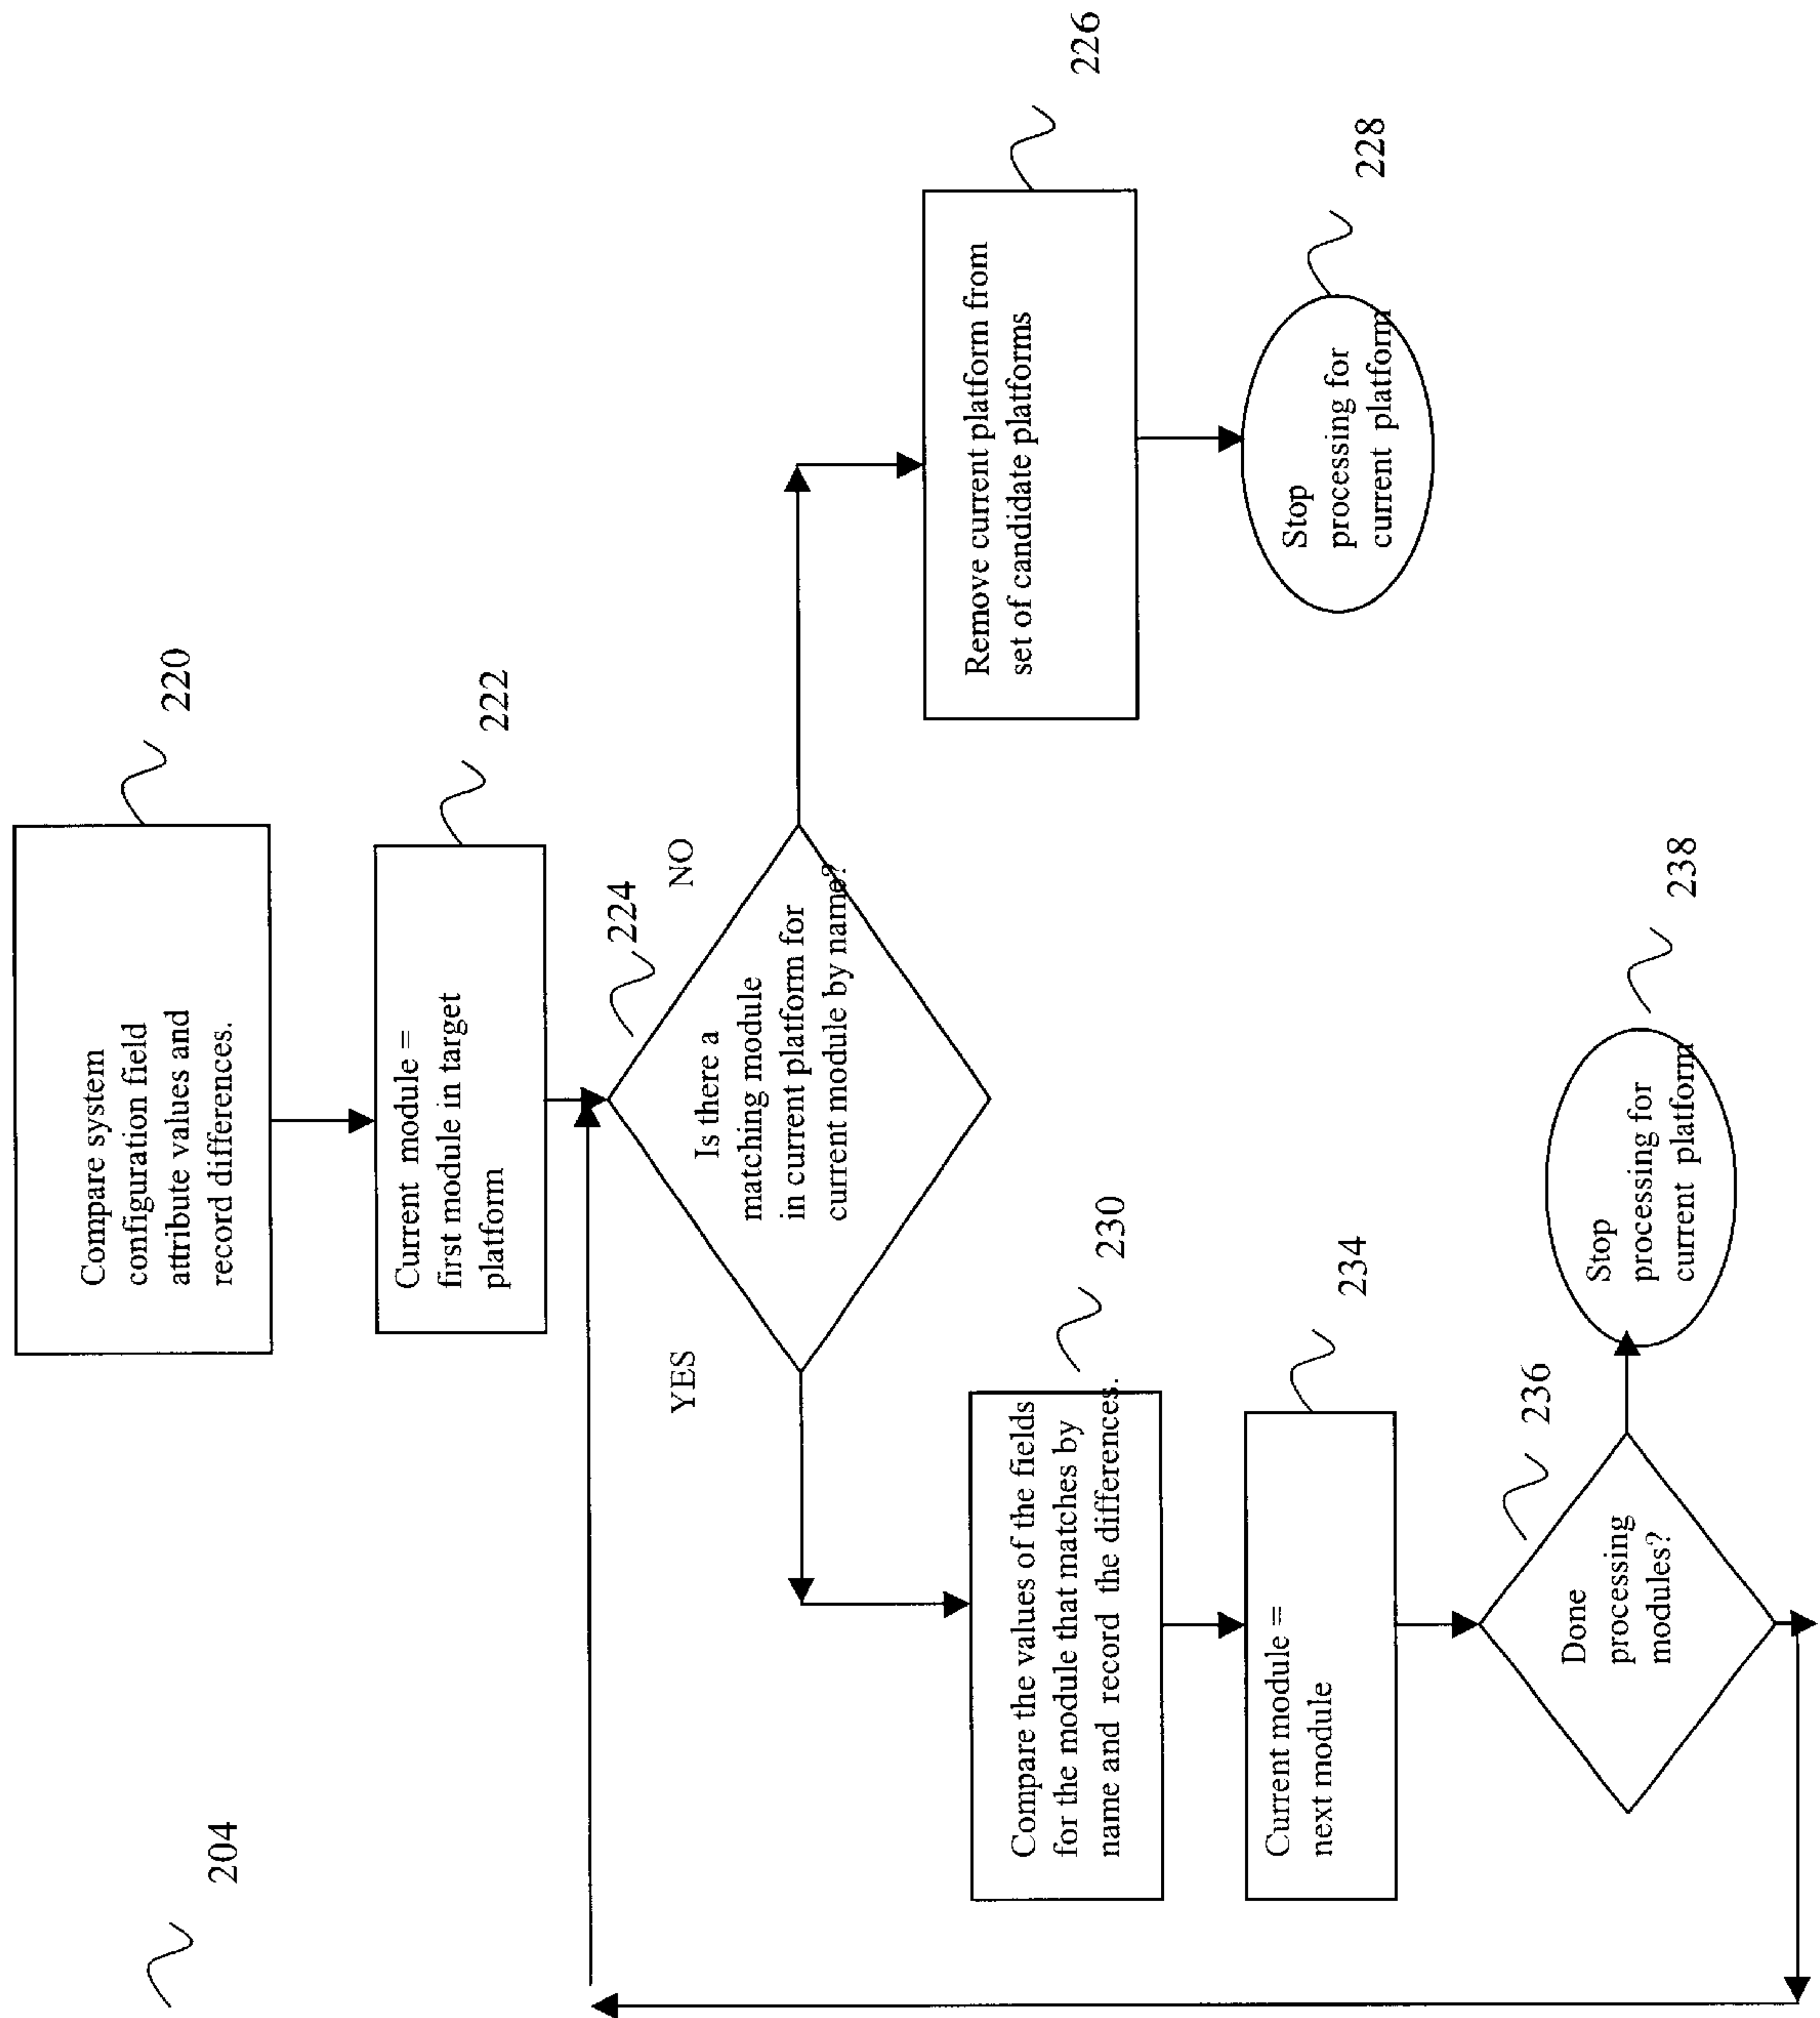 204
Compare system
configuration field
attribute values and
record differences.
220
Current module =
first module in target
platform
222
224
Is there a
matching module
in current platform for
current module by name?
YES
NO
Remove current platform from
set of candidate platforms
226
Stop
processing for
current platform
228
Compare the values of the fields
for the module that matches by
name and record the differences.
230
Current module =
next module
234
236
Done
processing
modules?
Stop
processing for
current platform
238